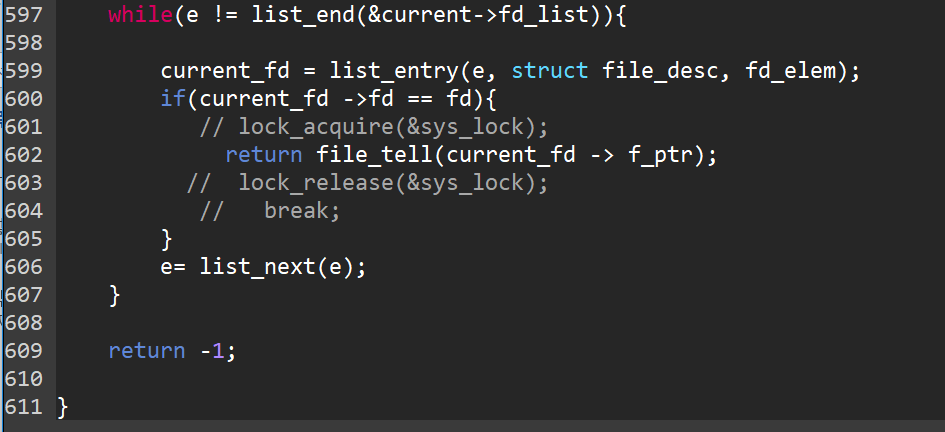 597     while(e != list_end(&current->fd_list)){
598
599         current_fd = list_entry(e, struct file_desc, fd_elem);
600         if(current_fd ->fd == fd){
601            // lock_acquire(&sys_lock);
602              return file_tell(current_fd -> f_ptr);
603           //  lock_release(&sys_lock);
604            //   break;
605         }
606         e= list_next(e);
607     }
608
609     return -1;
610
611 }